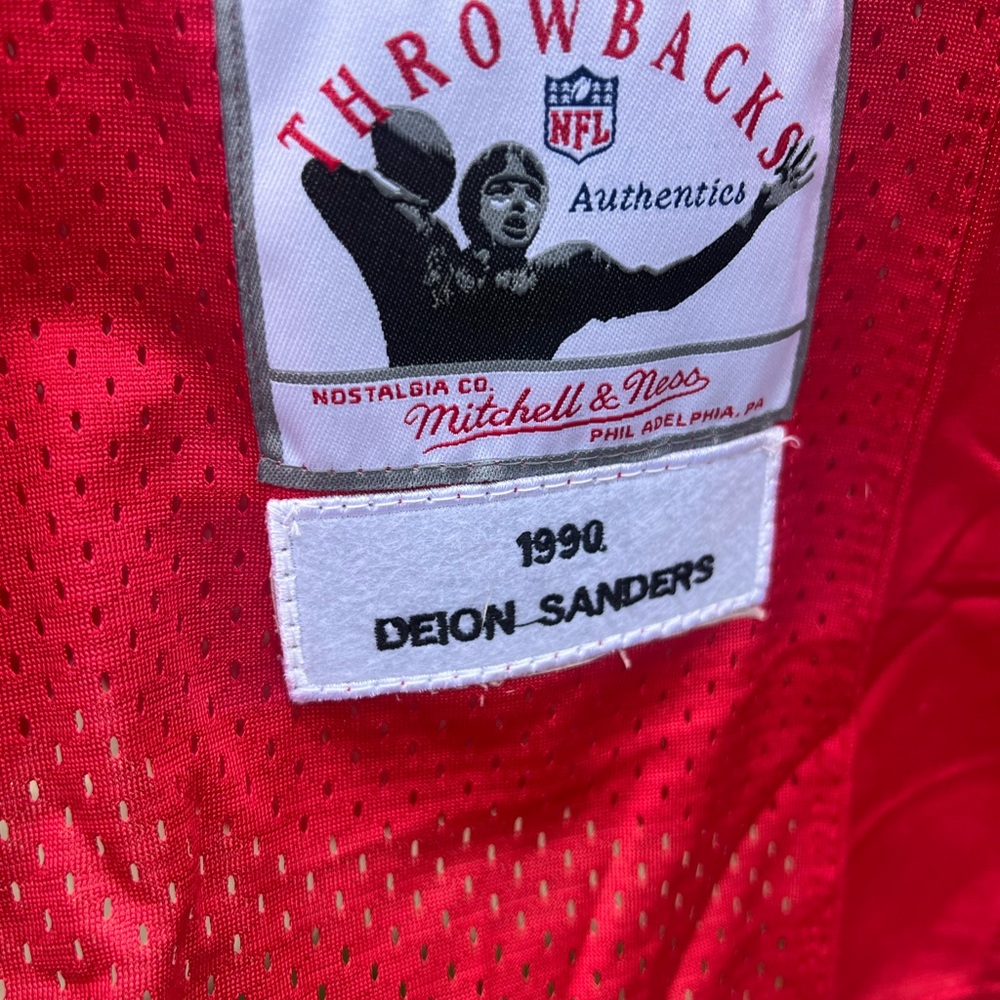 THROWBACKS
NFL
Authentics
NOSTALGIA CO.
Mitchell & Ness
PHILADELPHIA, PA
1990
DEION SANDERS